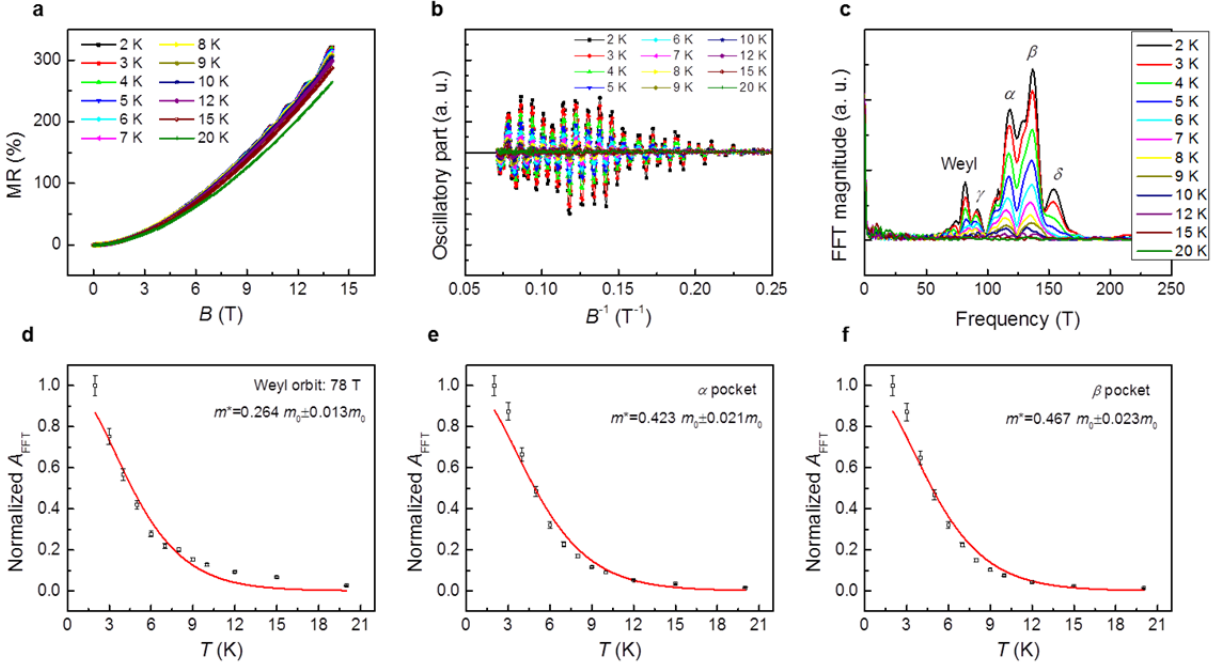 a
MR (%)
300
200
100
0
2 K
3 K
4 K
5 K
6 K
7 K
8 K
9 K
10 K
12 K
15 K
20 K
0 3 6 9 12 15
B (T)
b
Oscillatory part (a. u.)
2 K
3 K
4 K
5 K
6 K
7 K
8 K
9 K
10 K
12 K
15 K
20 K
0.05 0.10 0.15 0.20 0.25
B⁻¹ (T⁻¹)
c
FFT magnitude (a. u.)
Weyl
γ
α
β
δ
2 K
3 K
4 K
5 K
6 K
7 K
8 K
9 K
10 K
12 K
15 K
20 K
0 50 100 150 200 250
Frequency (T)
d
Normalized A_FFT
1.0
0.8
0.6
0.4
0.2
0.0
Weyl orbit: 78 T
m*=0.264 m₀±0.013m₀
0 3 6 9 12 15 18 21
T (K)
e
Normalized A_FFT
1.0
0.8
0.6
0.4
0.2
0.0
α pocket
m*=0.423 m₀±0.021m₀
0 3 6 9 12 15 18 21
T (K)
f
Normalized A_FFT
1.0
0.8
0.6
0.4
0.2
0.0
β pocket
m*=0.467 m₀±0.023m₀
0 3 6 9 12 15 18 21
T (K)